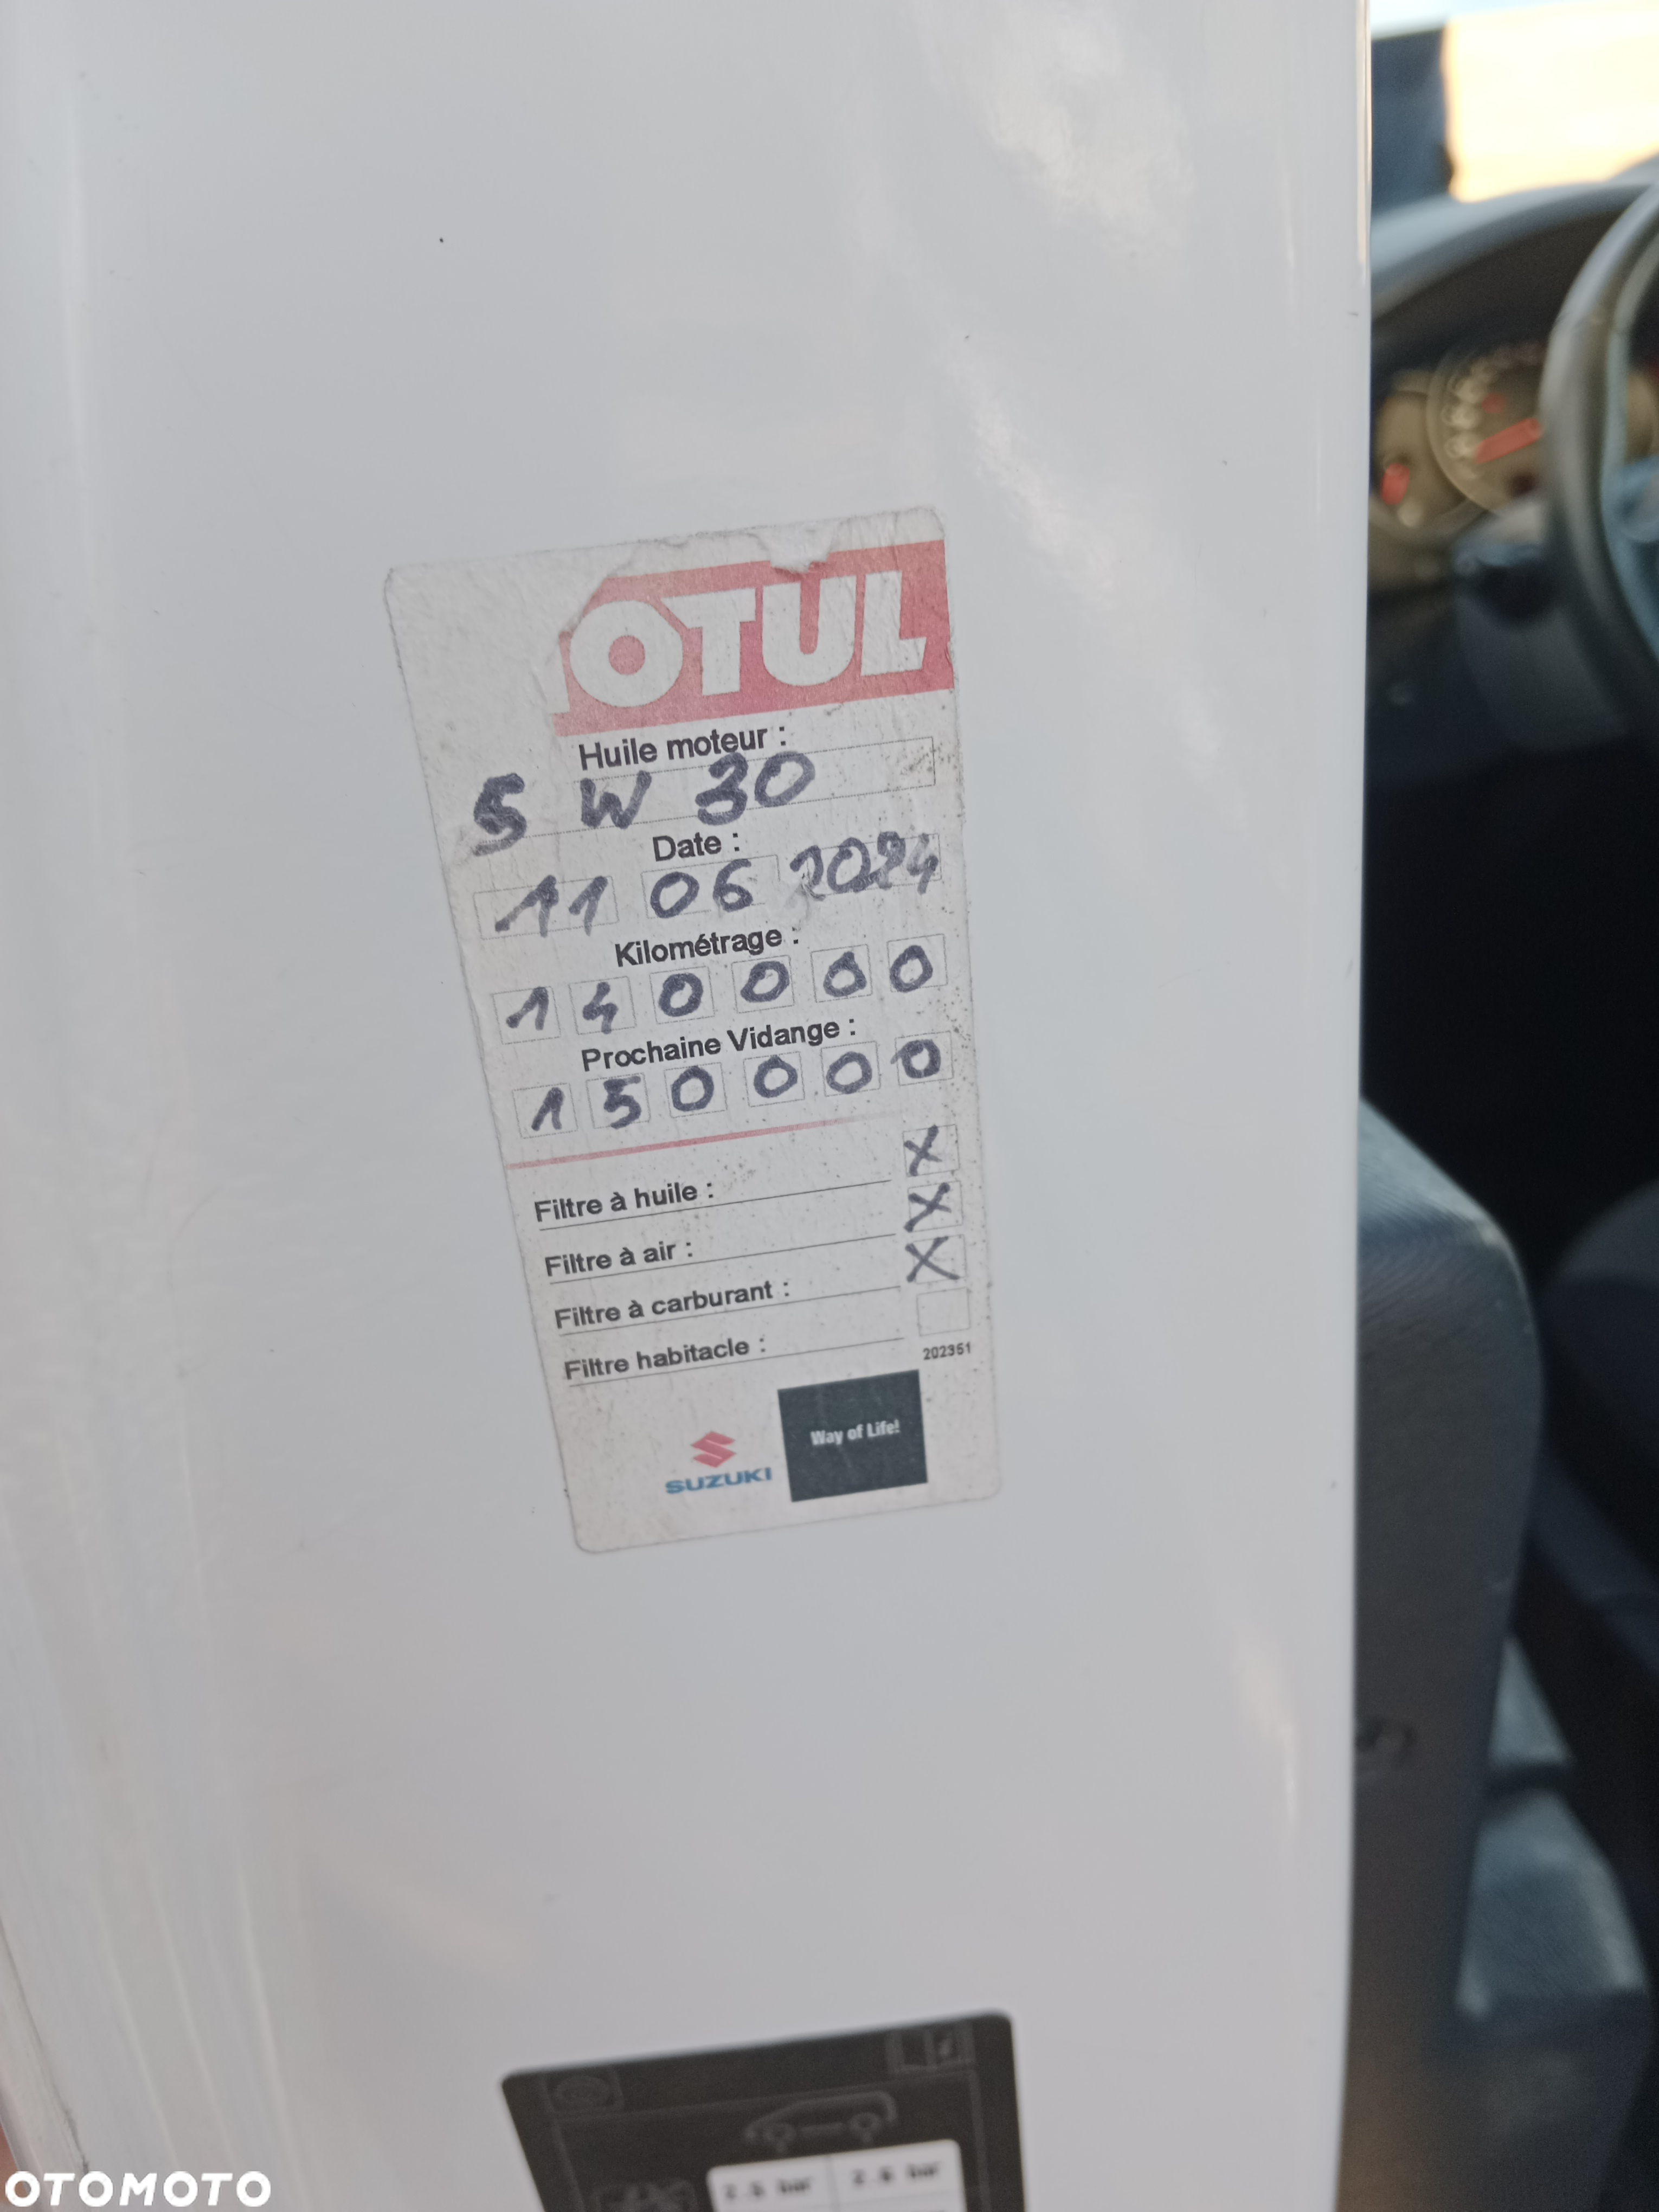 OTUL
Huile moteur :
5 W 30
Date :
11 06 2024
Kilométrage :
1 4 0 0 0 0
Prochaine Vidange :
1 5 0 0 0 0
Filtre à huile : X
Filtre à air : X
Filtre à carburant : X
Filtre habitacle :
202351
Way of Life!
SUZUKI
OTOMOTO